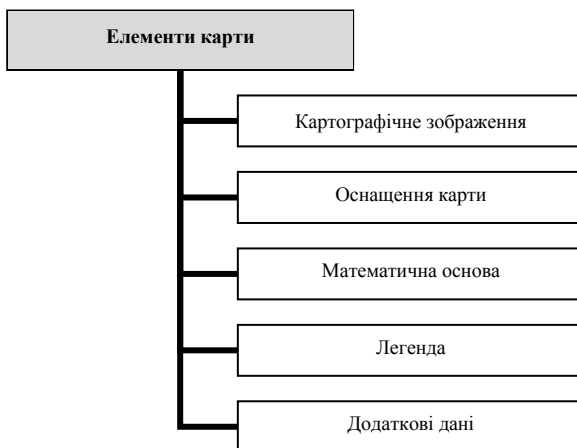 Елементи карти
Картографічне зображення
Оснащення карти
Математична основа
Легенда
Додаткові дані